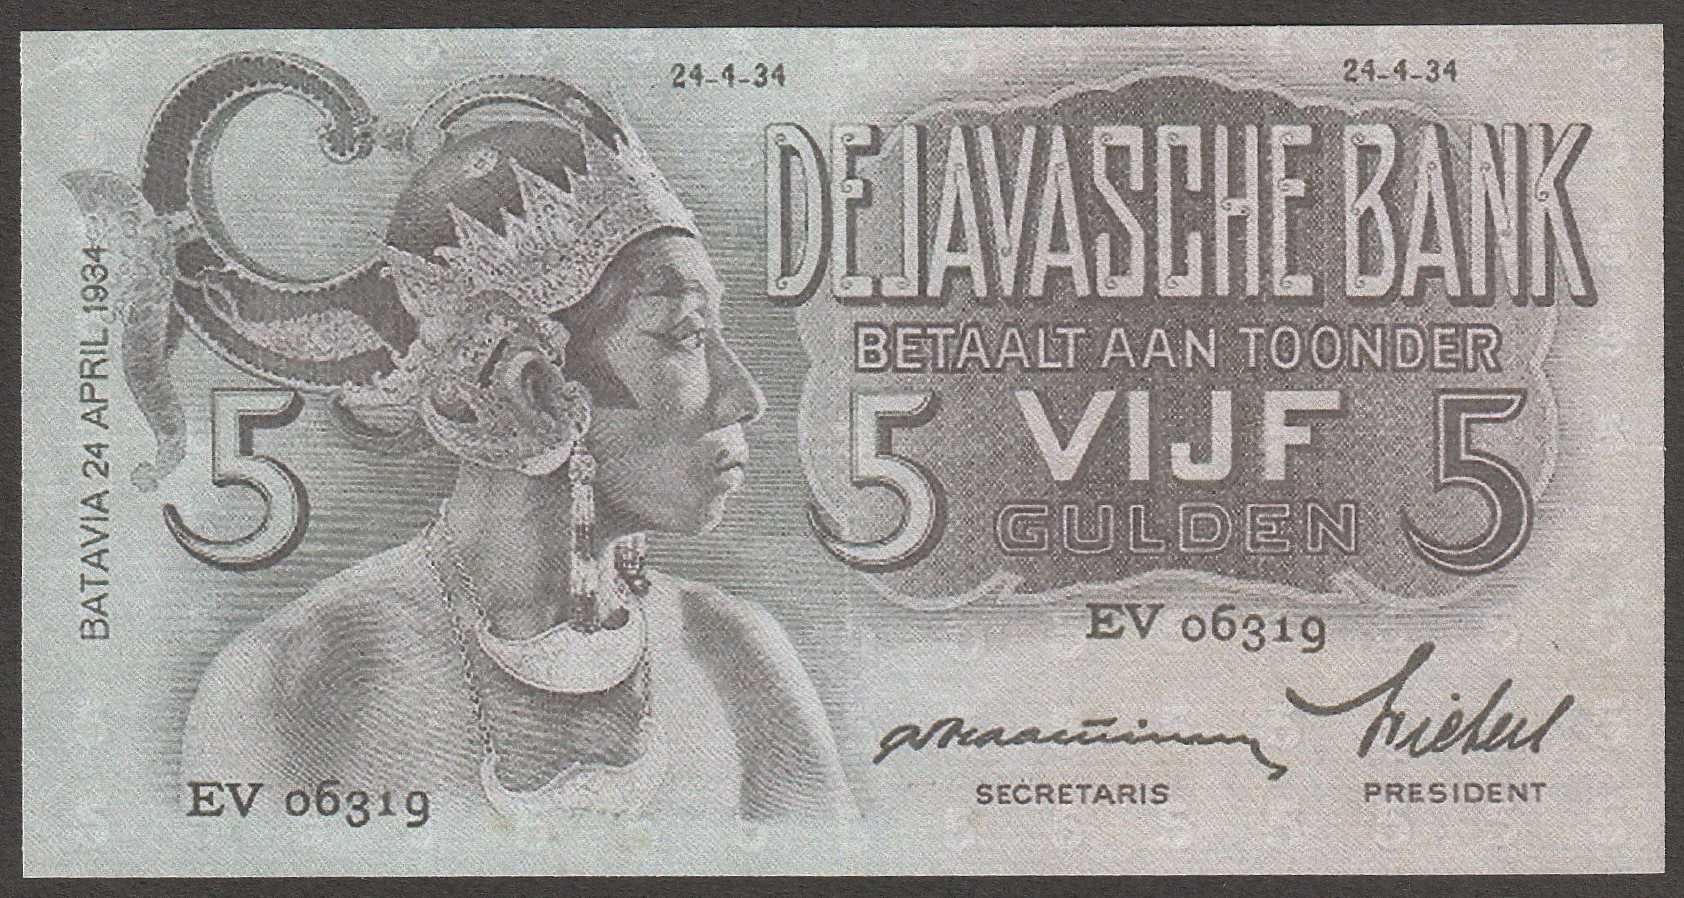 24-4-34
24-4-34
DE JAVASCHE BANK
BETAALT AAN TOONDER
5
5 VIJF 5
GULDEN
BATAVIA 24 APRIL 1934
EV 06319
EV 06319
SECRETARIS
PRESIDENT